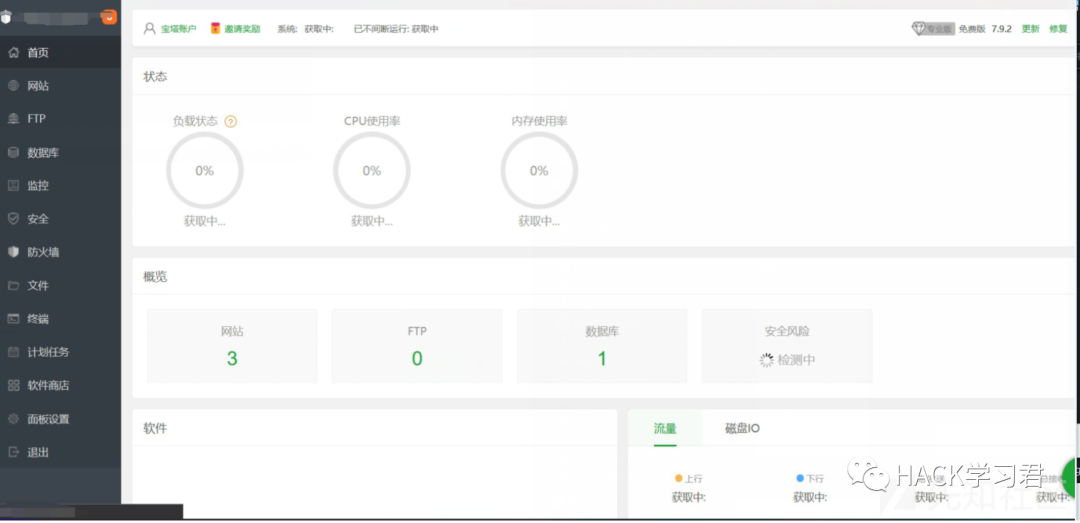 宝塔账户 邀请奖励 系统: 获取中: 已不间断运行: 获取中 专业版 免费版 7.9.2 更新 修复
首页
网站
FTP
数据库
监控
安全
防火墙
文件
终端
计划任务
软件商店
面板设置
退出
状态
负载状态 ? CPU使用率 内存使用率
0% 0% 0%
获取中... 获取中... 获取中...
概览
网站 FTP 数据库 安全风险
3 0 1 检测中
软件
流量 磁盘IO
上行 下行
获取中: 获取中: 获取中: 获取中:
HACK学习君
先知社区